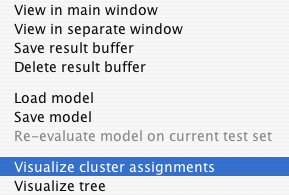 View in main window
View in separate window
Save result buffer
Delete result buffer
Load model
Save model
Re-evaluate model on current test set
Visualize cluster assignments
Visualize tree